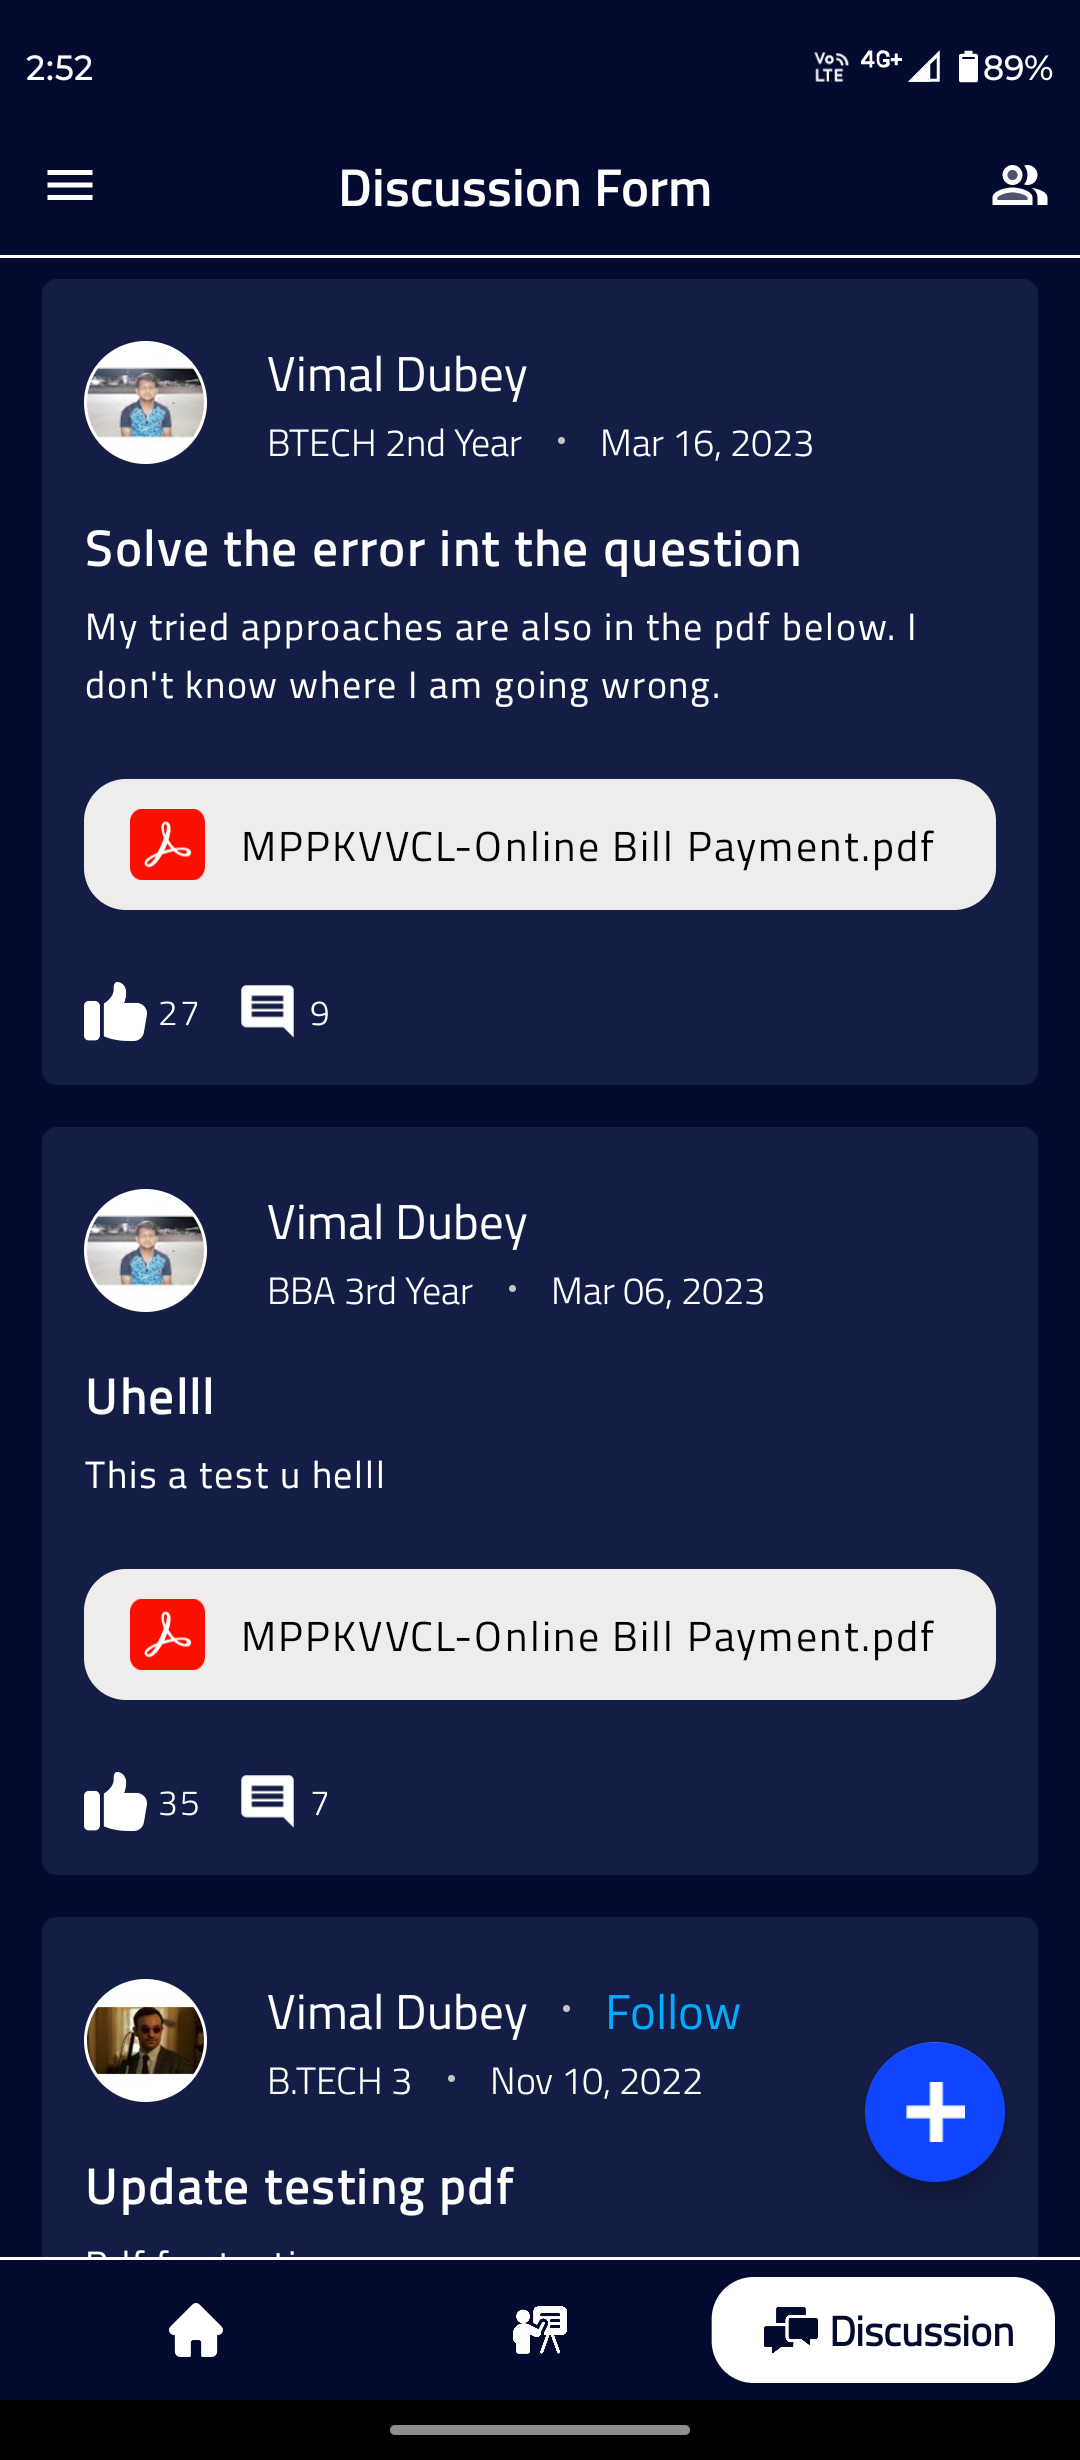 2:52
Vo LTE 4G+ 89%
Discussion Form
Vimal Dubey
BTECH 2nd Year • Mar 16, 2023
Solve the error int the question
My tried approaches are also in the pdf below. I
don't know where I am going wrong.
MPPKVVCL-Online Bill Payment.pdf
27 9
Vimal Dubey
BBA 3rd Year • Mar 06, 2023
Uhelll
This a test u helll
MPPKVVCL-Online Bill Payment.pdf
35 7
Vimal Dubey • Follow
B.TECH 3 • Nov 10, 2022
Update testing pdf
Discussion